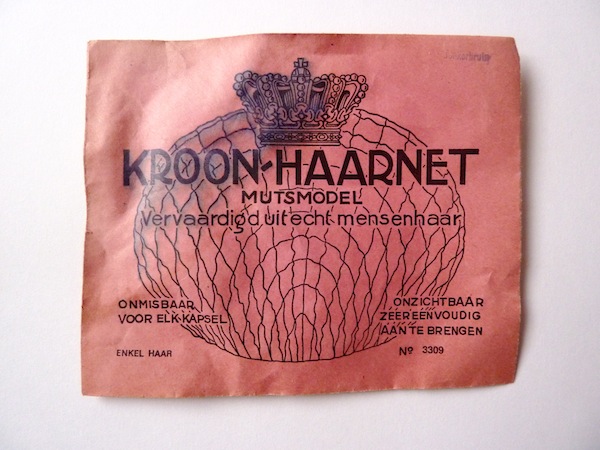 KROON-HAARNET
MUTSMODEL
Vervaardigd uit echt mensenhaar
ONMISBAAR
VOOR ELK KAPSEL
ONZICHTBAAR
ZEER EENVOUDIG
AAN TE BRENGEN
ENKEL HAAR
Nº 3309